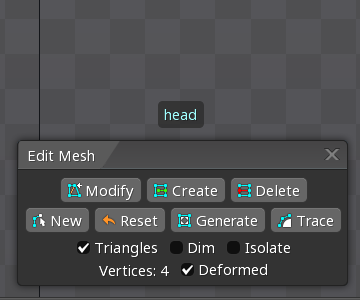 head
Edit Mesh
Modify Create Delete
New Reset Generate Trace
Triangles Dim Isolate
Vertices: 4 Deformed